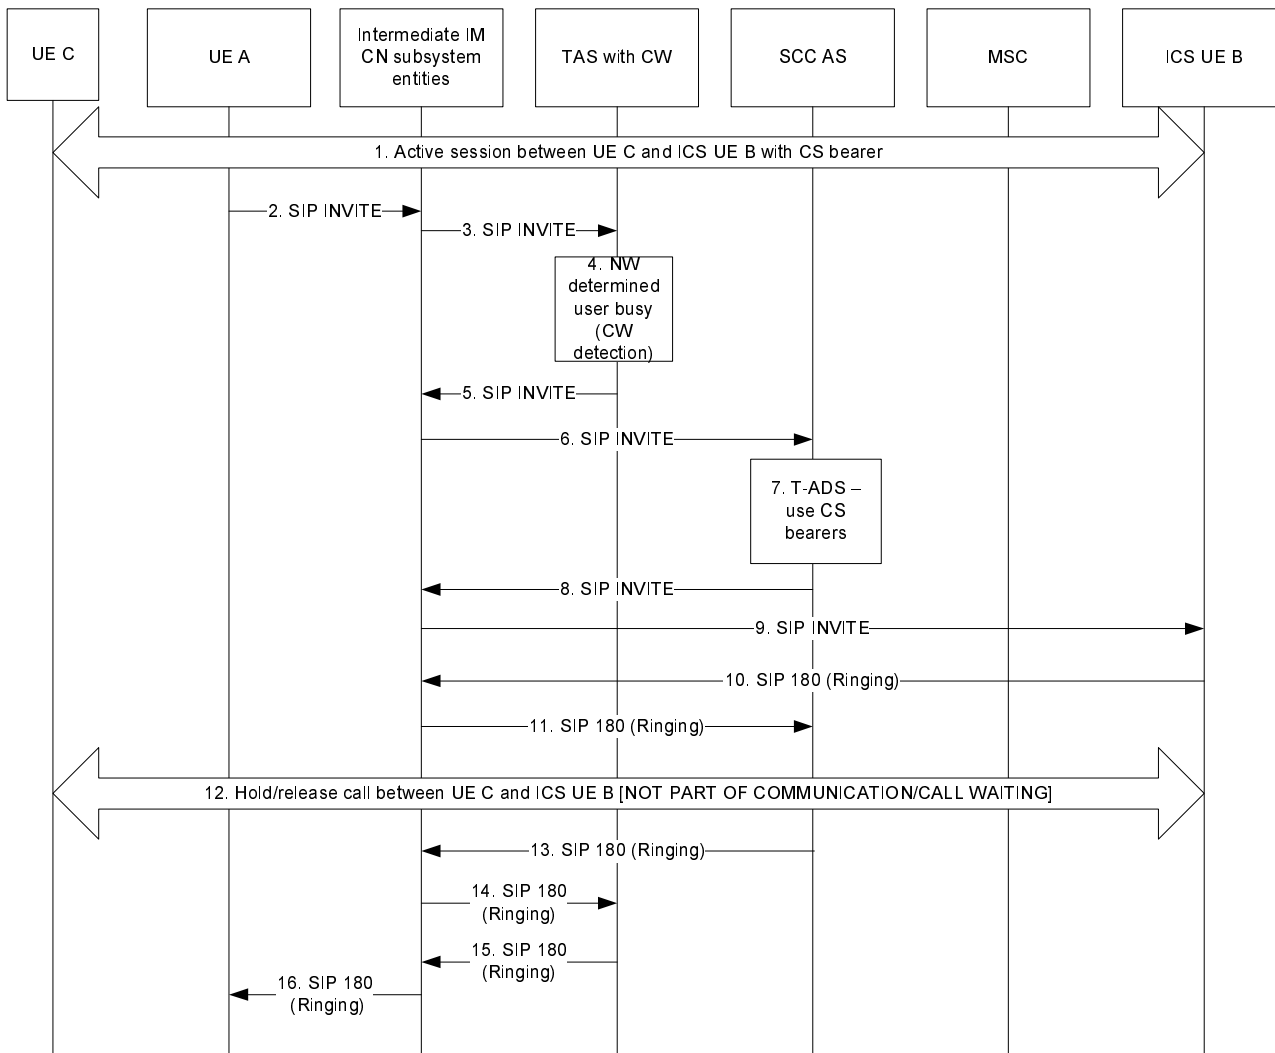 UE C
UE A
Intermediate IM
CN subsystem
entities
TAS with CW
SCC AS
MSC
ICS UE B
1. Active session between UE C and ICS UE B with CS bearer
2. SIP INVITE
3. SIP INVITE
4. NW
determined
user busy
(CW
detection)
5. SIP INVITE
6. SIP INVITE
7. T-ADS –
use CS
bearers
8. SIP INVITE
9. SIP INVITE
10. SIP 180 (Ringing)
11. SIP 180 (Ringing)
12. Hold/release call between UE C and ICS UE B [NOT PART OF COMMUNICATION/CALL WAITING]
13. SIP 180 (Ringing)
14. SIP 180
(Ringing)
15. SIP 180
(Ringing)
16. SIP 180
(Ringing)